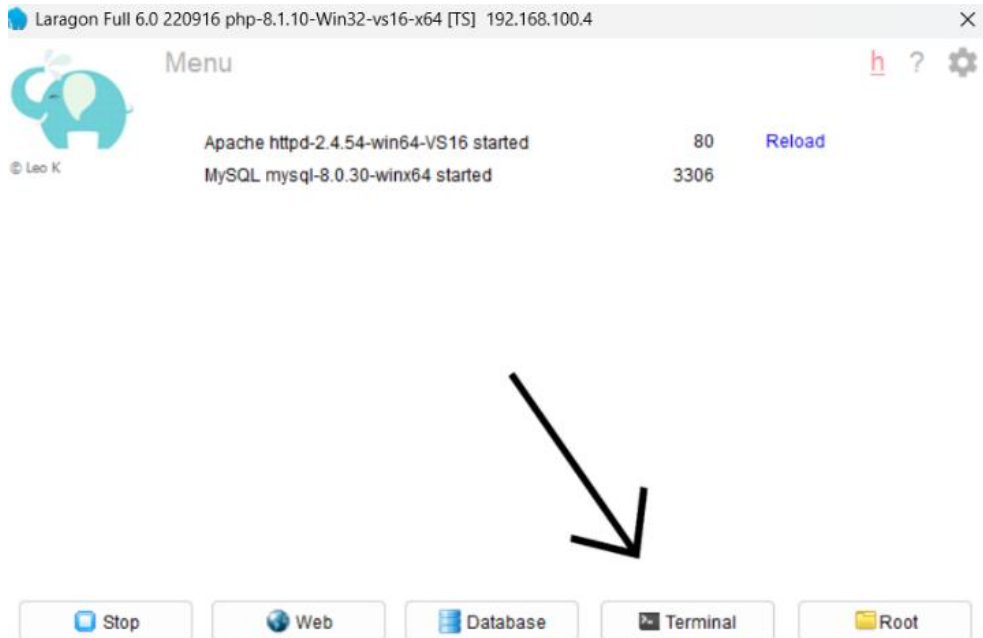 Laragon Full 6.0 220916 php-8.1.10-Win32-vs16-x64 [TS] 192.168.100.4
Menu
h ?
Apache httpd-2.4.54-win64-VS16 started 80 Reload
© Leo K
MySQL mysql-8.0.30-winx64 started 3306
Stop Web Database Terminal Root